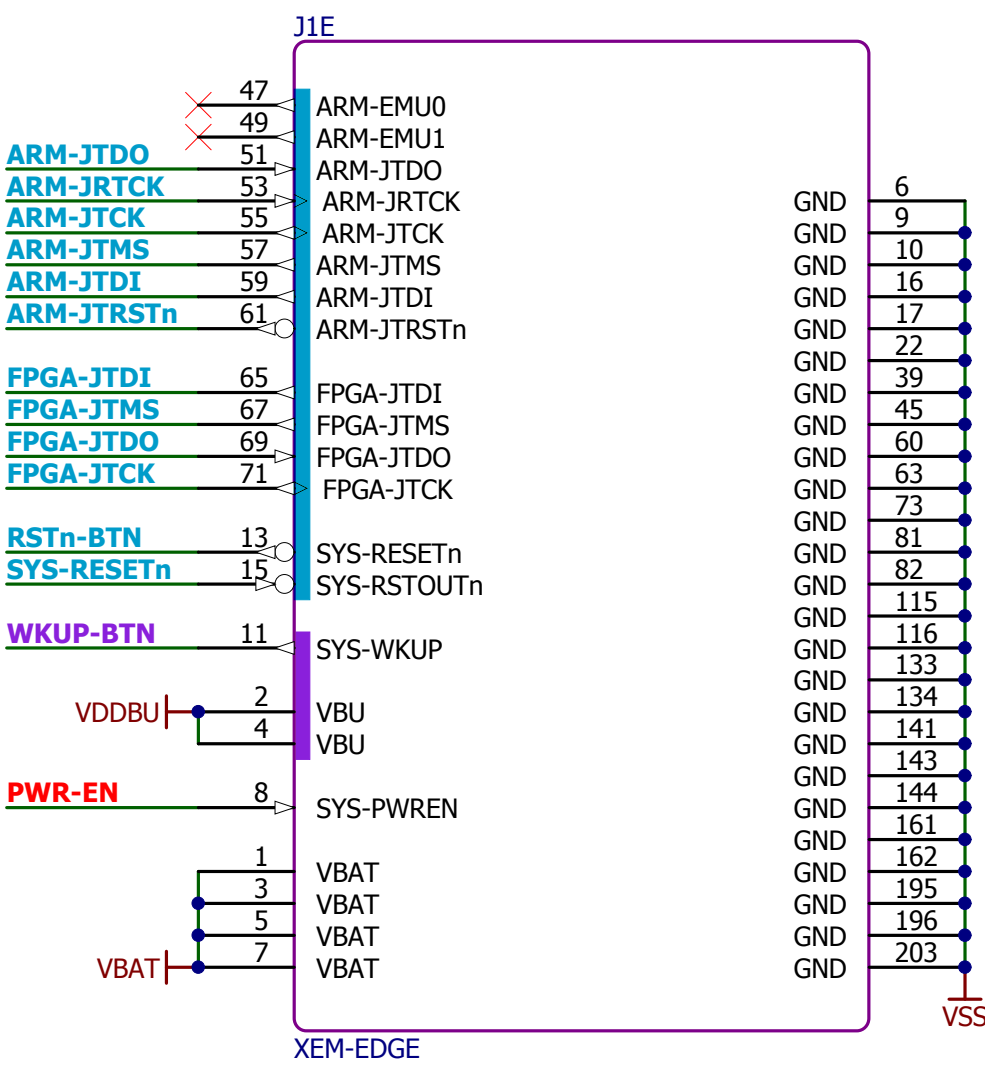 J1E
47 ARM-EMU0
49 ARM-EMU1
ARM-JTDO 51 ARM-JTDO
ARM-JRTCK 53 ARM-JRTCK
ARM-JTCK 55 ARM-JTCK
ARM-JTMS 57 ARM-JTMS
ARM-JTDI 59 ARM-JTDI
ARM-JTRSTn 61 ARM-JTRSTn
FPGA-JTDI 65 FPGA-JTDI
FPGA-JTMS 67 FPGA-JTMS
FPGA-JTDO 69 FPGA-JTDO
FPGA-JTCK 71 FPGA-JTCK
RSTn-BTN 13 SYS-RESETn
SYS-RESETn 15 SYS-RSTOUTn
WKUP-BTN 11 SYS-WKUP
VDDBU 2 VBU
4 VBU
PWR-EN 8 SYS-PWREN
1 VBAT
3 VBAT
5 VBAT
VBAT 7 VBAT
GND 6
GND 9
GND 10
GND 16
GND 17
GND 22
GND 39
GND 45
GND 60
GND 63
GND 73
GND 81
GND 82
GND 115
GND 116
GND 133
GND 134
GND 141
GND 143
GND 144
GND 161
GND 162
GND 195
GND 196
GND 203
VSS
XEM-EDGE